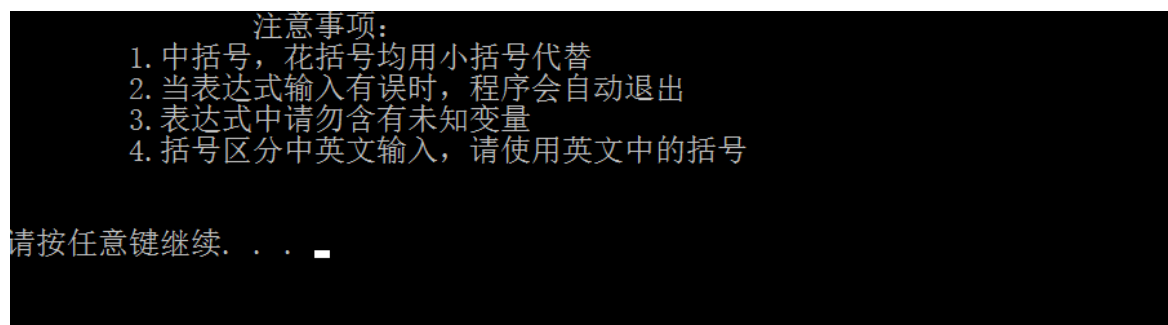 注意事项:
1.中括号，花括号均用小括号代替
2.当表达式输入有误时，程序会自动退出
3.表达式中请勿含有未知变量
4.括号区分中英文输入，请使用英文中的括号
请按任意键继续. . .